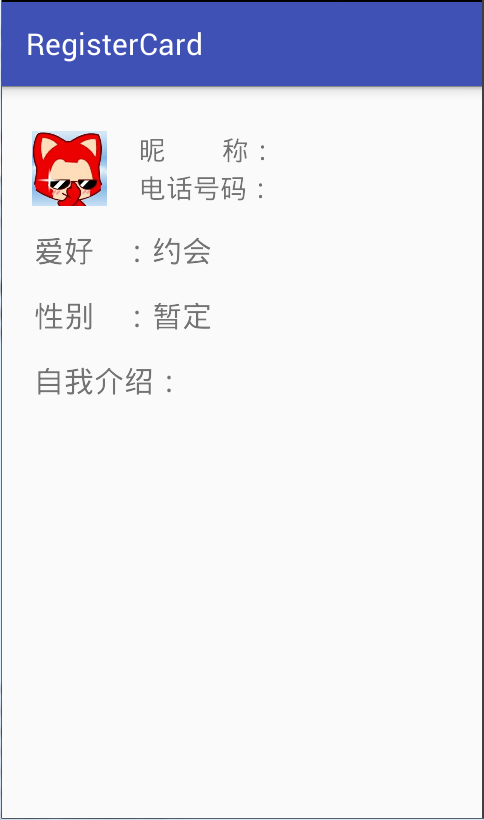 RegisterCard
昵　　称：
电话号码：
爱好　：约会
性别　：暂定
自我介绍：